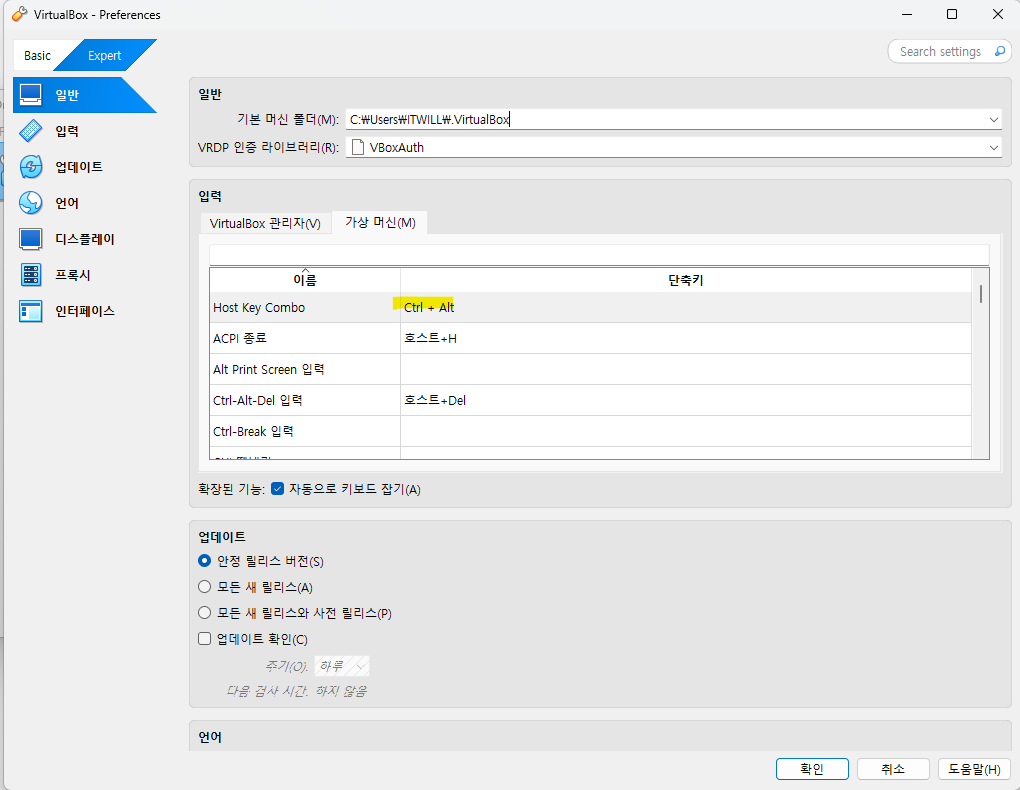 VirtualBox - Preferences
Basic
Expert
Search settings
일반
입력
업데이트
언어
디스플레이
프록시
인터페이스
일반
기본 머신 폴더(M): C:₩Users₩ITWILL₩.VirtualBox
VRDP 인증 라이브러리(R): VBoxAuth
입력
VirtualBox 관리자(V) 가상 머신(M)
이름 단축키
Host Key Combo Ctrl + Alt
ACPI 종료 호스트+H
Alt Print Screen 입력
Ctrl-Alt-Del 입력 호스트+Del
Ctrl-Break 입력
확장된 기능: 자동으로 키보드 잡기(A)
업데이트
안정 릴리스 버전(S)
모든 새 릴리스(A)
모든 새 릴리스와 사전 릴리스(P)
업데이트 확인(C)
주기(O): 하루
다음 검사 시간: 하지 않음
언어
확인 취소 도움말(H)